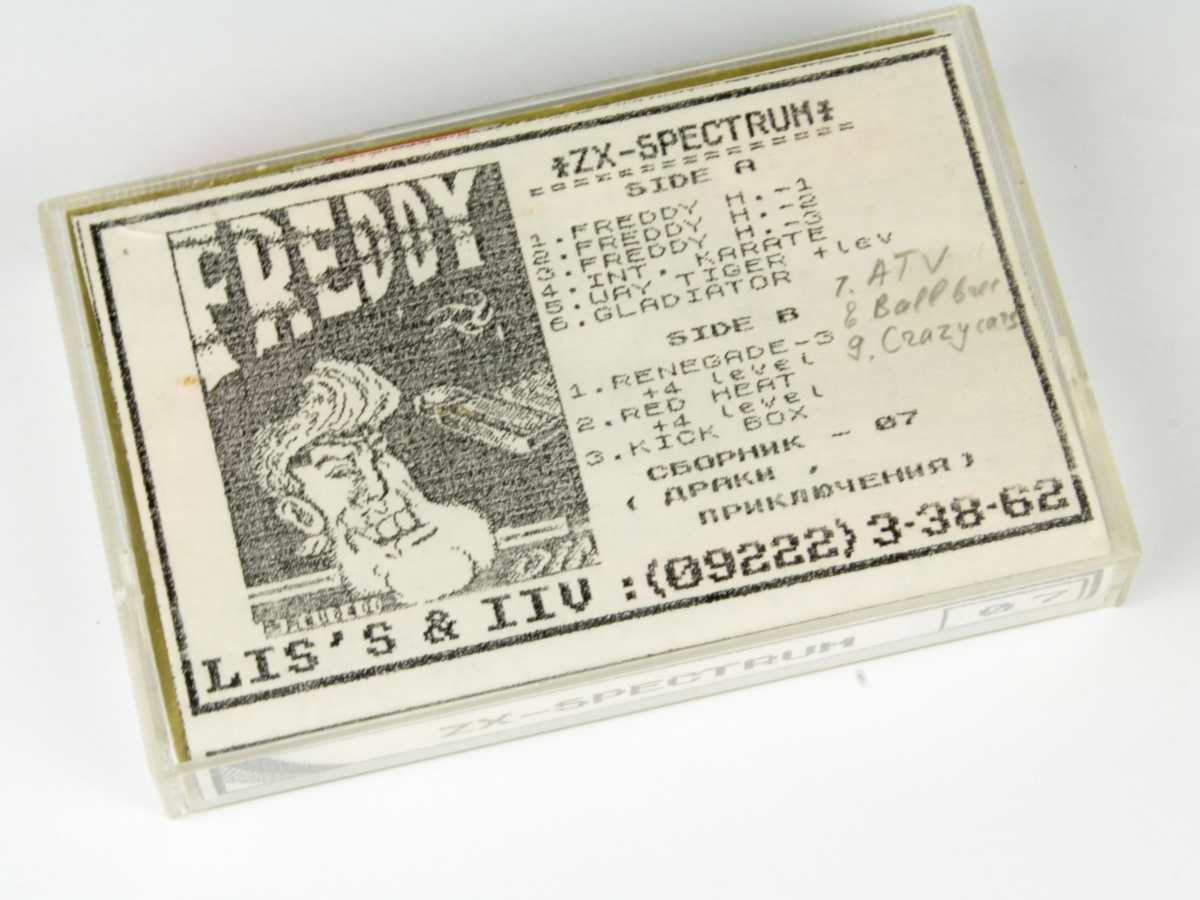 FREDDY
*ZX-SPECTRUM*
SIDE A
1.FREDDY H.-1
2.FREDDY H.-2
3.FREDDY H.-3
4.INT. KARATE
5.UAY TIGER +lev
6.GLADIATOR
7. ATV
8 Ball
9. Crazy cars
SIDE B
1.RENEGADE-3
+4 level
2.RED HEAT
+4 level
3.KICK BOX
СБОРНИК - 07
(ДРАКИ,
ПРИКЛЮЧЕНИЯ)
LIS'S & IIV :(09222)3-38-62
ZX-SPECTRUM 07